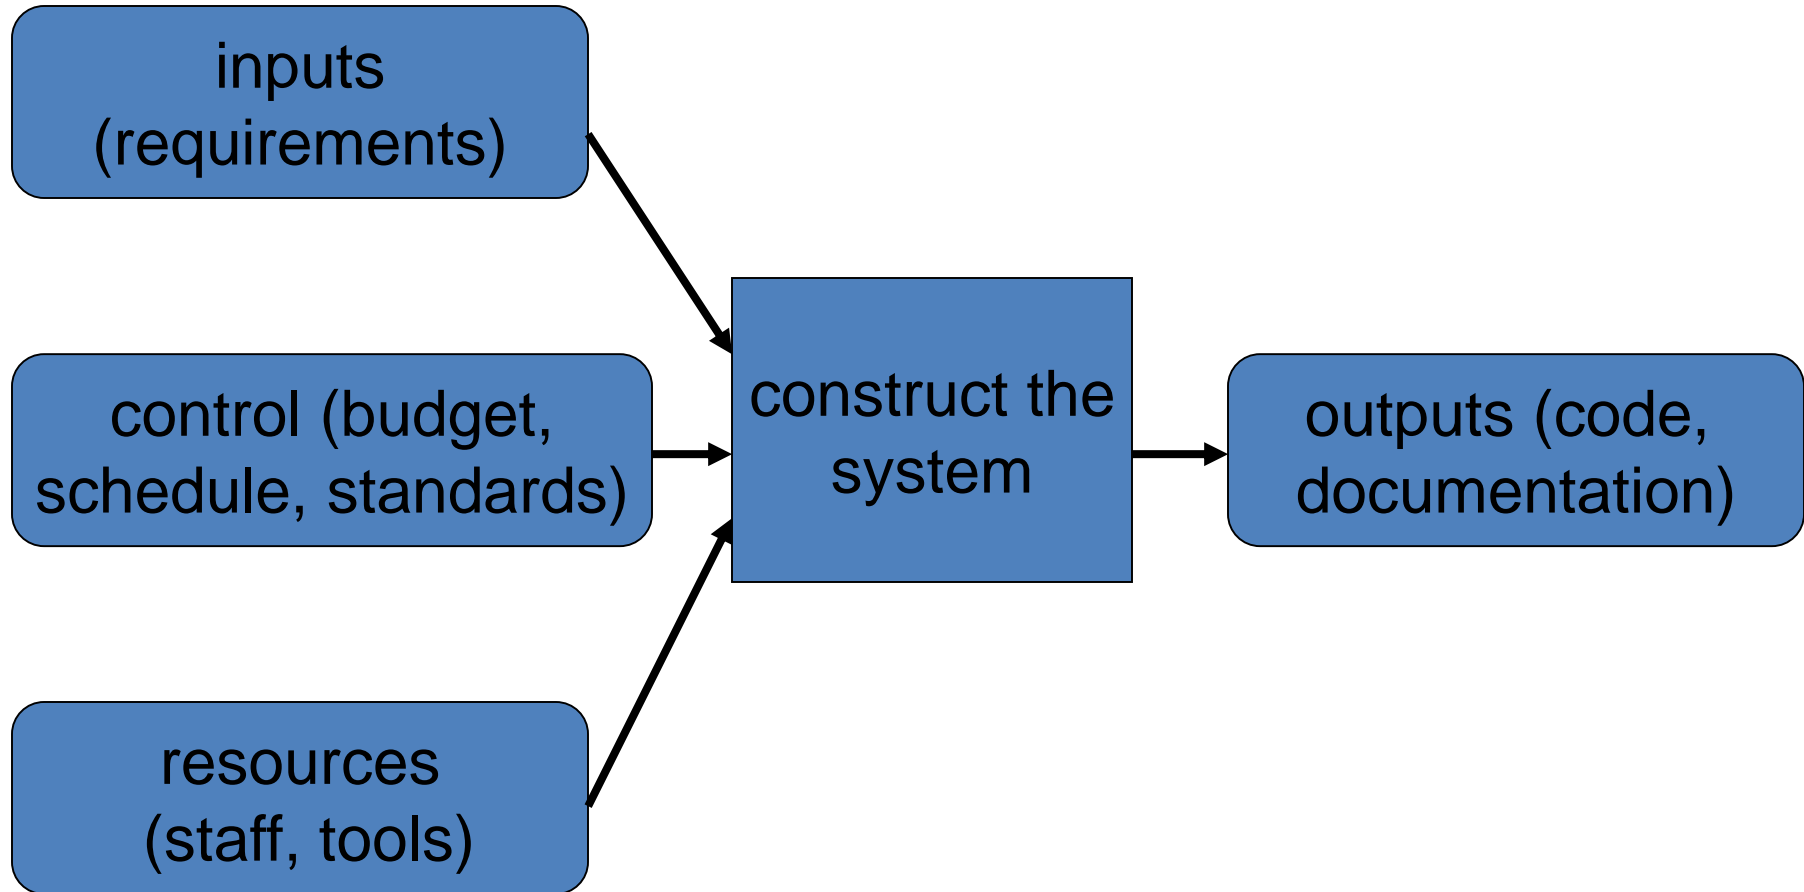 inputs
(requirements)
control (budget,
schedule, standards)
resources
(staff, tools)
construct the
system
outputs (code,
documentation)